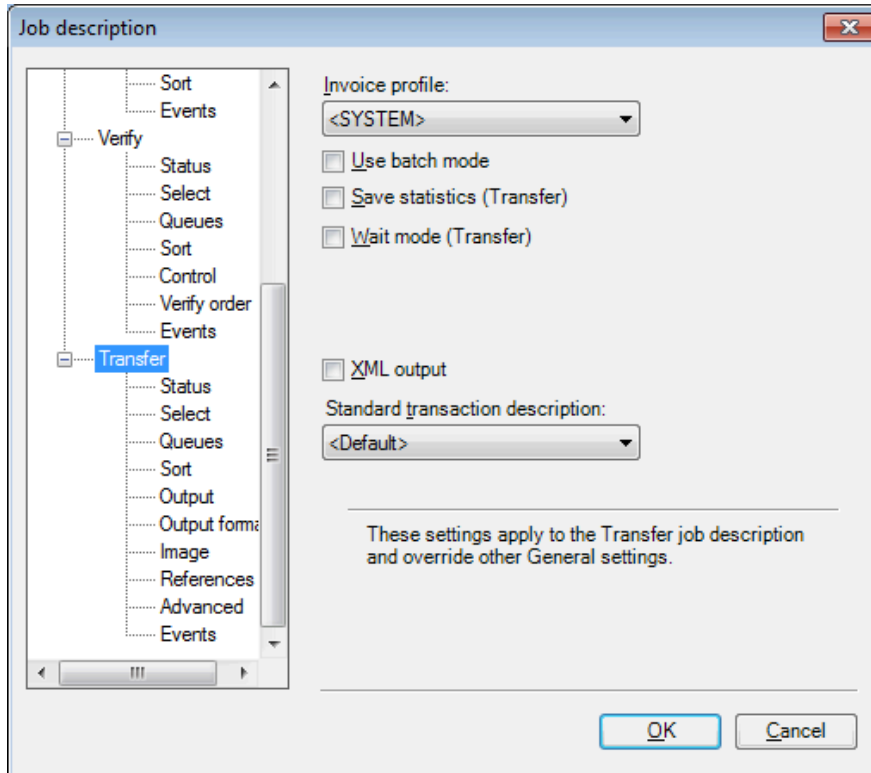 Job description
Sort
Events
Verify
Status
Select
Queues
Sort
Control
Verify order
Events
Transfer
Status
Select
Queues
Sort
Output
Output forma
Image
References
Advanced
Events
Invoice profile:
<SYSTEM>
Use batch mode
Save statistics (Transfer)
Wait mode (Transfer)
XML output
Standard transaction description:
<Default>
These settings apply to the Transfer job description
and override other General settings.
OK
Cancel